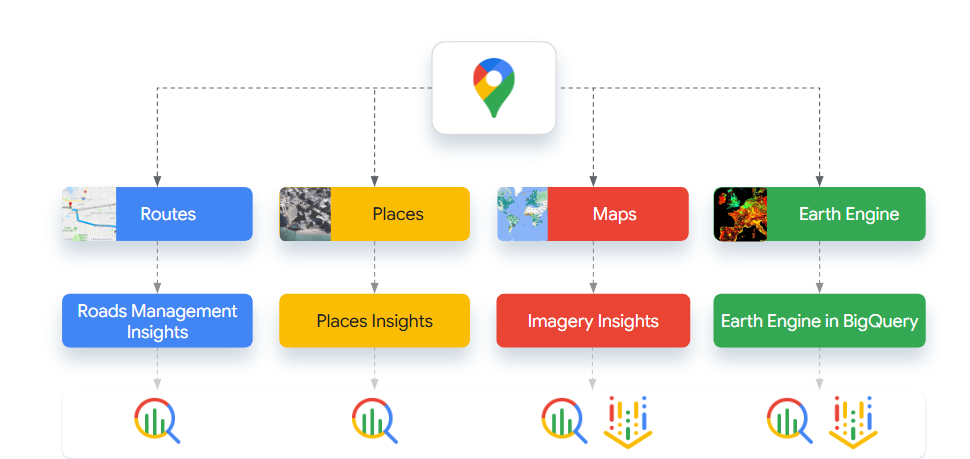 Routes
Places
Maps
Earth Engine
Roads Management
Insights
Places Insights
Imagery Insights
Earth Engine in BigQuery